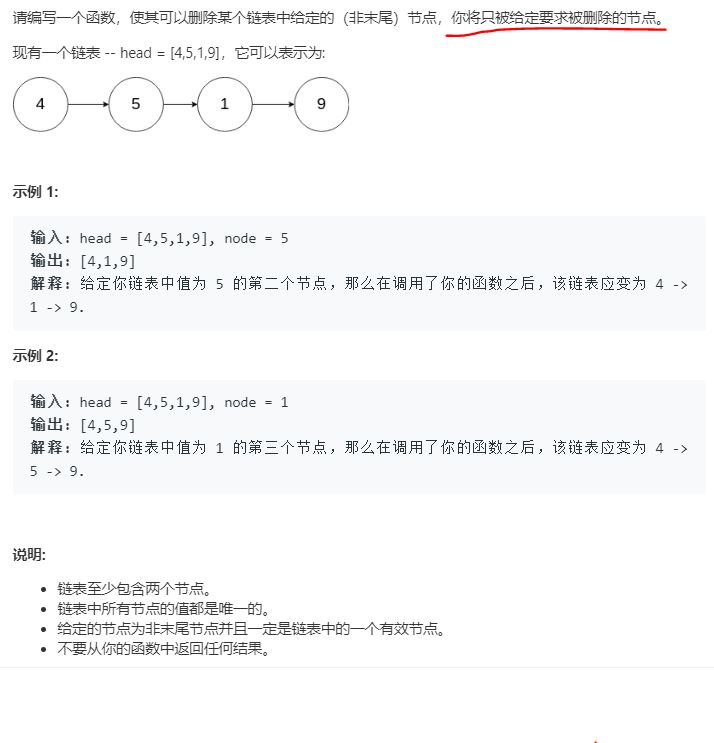 请编写一个函数，使其可以删除某个链表中给定的（非末尾）节点，你将只被给定要求被删除的节点。
现有一个链表 -- head = [4,5,1,9]，它可以表示为:
4 5 1 9
示例 1:
输入: head = [4,5,1,9], node = 5
输出: [4,1,9]
解释: 给定你链表中值为 5 的第二个节点，那么在调用了你的函数之后，该链表应变为 4 ->
1 -> 9.
示例 2:
输入: head = [4,5,1,9], node = 1
输出: [4,5,9]
解释: 给定你链表中值为 1 的第三个节点，那么在调用了你的函数之后，该链表应变为 4 ->
5 -> 9.
说明:
• 链表至少包含两个节点。
• 链表中所有节点的值都是唯一的。
• 给定的节点为非末尾节点并且一定是链表中的一个有效节点。
• 不要从你的函数中返回任何结果。